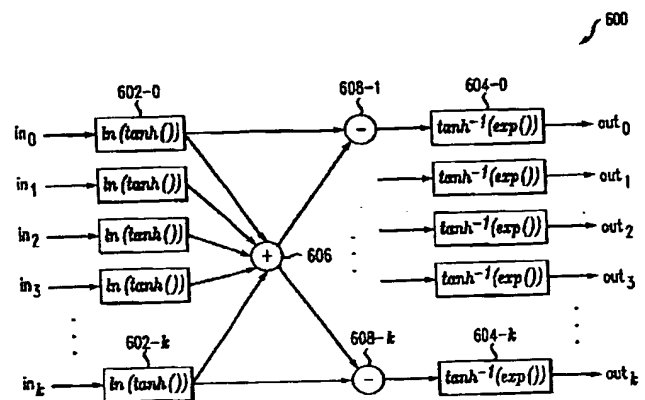 600
602-0
608-1
604-0
in0 ln(tanh()) - tanh⁻¹(exp()) out0
in1 ln(tanh()) tanh⁻¹(exp()) out1
in2 ln(tanh()) tanh⁻¹(exp()) out2
+ 606
in3 ln(tanh()) tanh⁻¹(exp()) out3
602-k
608-k
604-k
ink ln(tanh()) - tanh⁻¹(exp()) outk